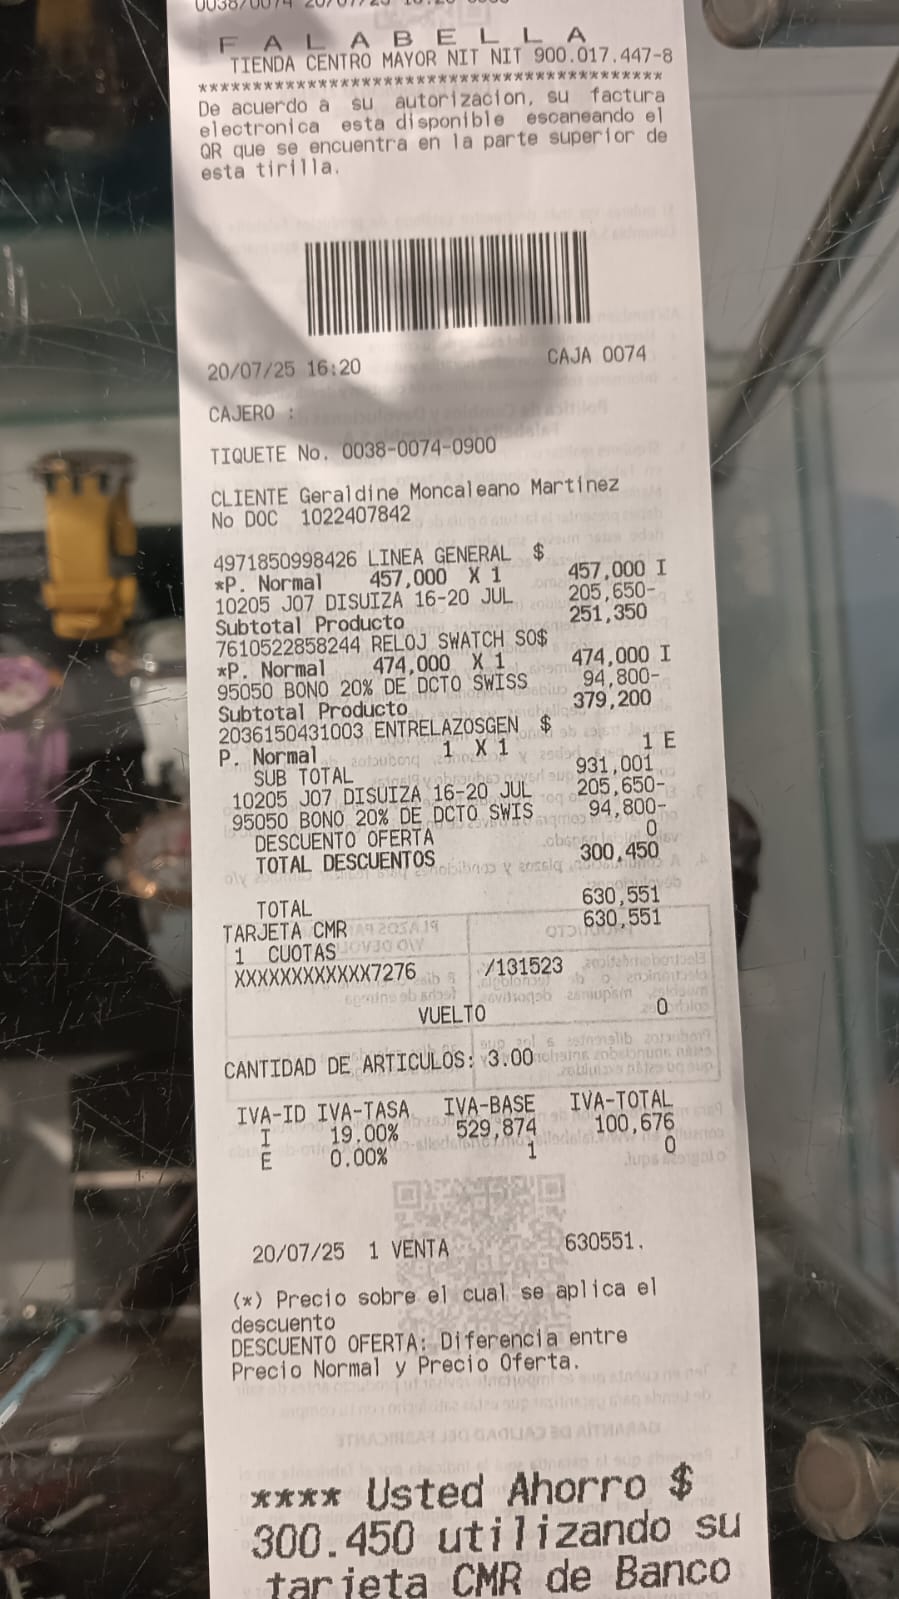 F A L A B E L L A
TIENDA CENTRO MAYOR NIT NIT 900.017.447-8
******************************************
De acuerdo a su autorizacion, su factura
electronica esta disponible escaneando el
QR que se encuentra en la parte superior de
esta tirilla.
20/07/25 16:20 CAJA 0074
CAJERO :
TIQUETE No. 0038-0074-0900
CLIENTE Geraldine Moncaleano Martinez
No DOC 1022407842
4971850998426 LINEA GENERAL $
*P. Normal 457,000 X 1 457,000 I
10205 J07 DISUIZA 16-20 JUL 205,650-
Subtotal Producto 251,350
7610522858244 RELOJ SWATCH SO$
*P. Normal 474,000 X 1 474,000 I
95050 BONO 20% DE DCTO SWISS 94,800-
Subtotal Producto 379,200
2036150431003 ENTRELAZOSGEN $
P. Normal 1 X 1 1 E
SUB TOTAL 931,001
10205 J07 DISUIZA 16-20 JUL 205,650-
95050 BONO 20% DE DCTO SWIS 94,800-
DESCUENTO OFERTA 0
TOTAL DESCUENTOS 300,450
TOTAL 630,551
TARJETA CMR 630,551
1 CUOTAS
XXXXXXXXXXXX7276 /131523
VUELTO 0
CANTIDAD DE ARTICULOS: 3.00
IVA-ID IVA-TASA IVA-BASE IVA-TOTAL
I 19.00% 529,874 100,676
E 0.00% 1 0
20/07/25 1 VENTA 630551.
(*) Precio sobre el cual se aplica el
descuento
DESCUENTO OFERTA: Diferencia entre
Precio Normal y Precio Oferta.
**** Usted Ahorro $
300.450 utilizando su
tarjeta CMR de Banco